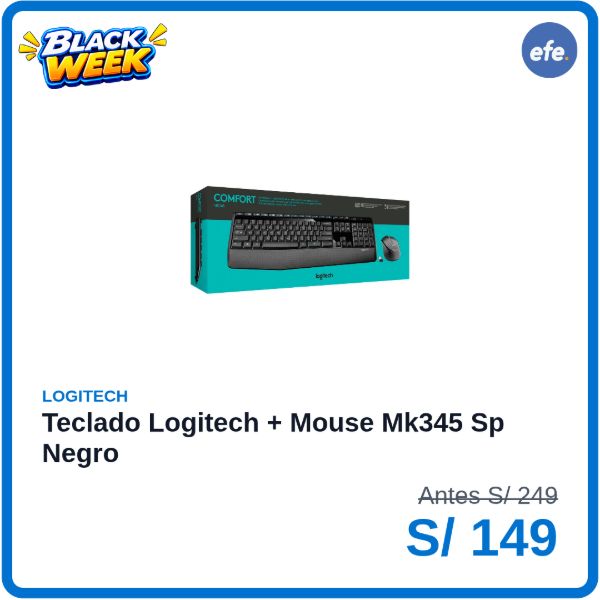 BLACK
WEEK
efe.
COMFORT
logitech
LOGITECH
Teclado Logitech + Mouse Mk345 Sp
Negro
Antes S/ 249
S/ 149